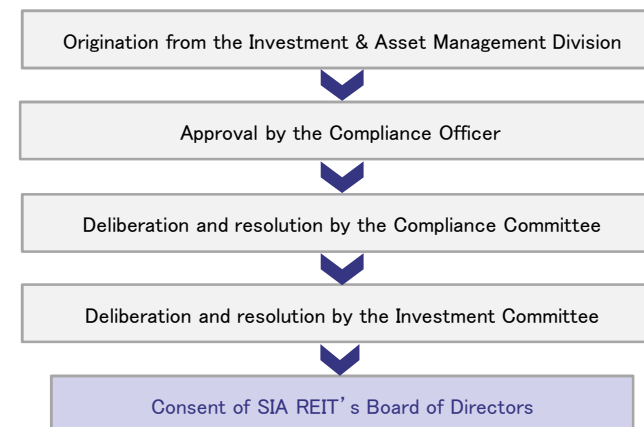 Origination from the Investment & Asset Management Division
Approval by the Compliance Officer
Deliberation and resolution by the Compliance Committee
Deliberation and resolution by the Investment Committee
Consent of SIA REIT’s Board of Directors